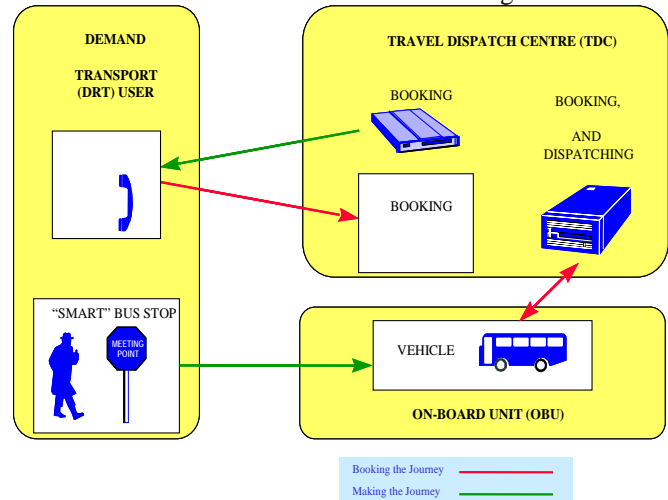 DEMAND
TRANSPORT
(DRT) USER
“SMART” BUS STOP
MEETING
POINT
TRAVEL DISPATCH CENTRE (TDC)
BOOKING
BOOKING
BOOKING,
AND
DISPATCHING
VEHICLE
ON-BOARD UNIT (OBU)
Booking the Journey
Making the Journey